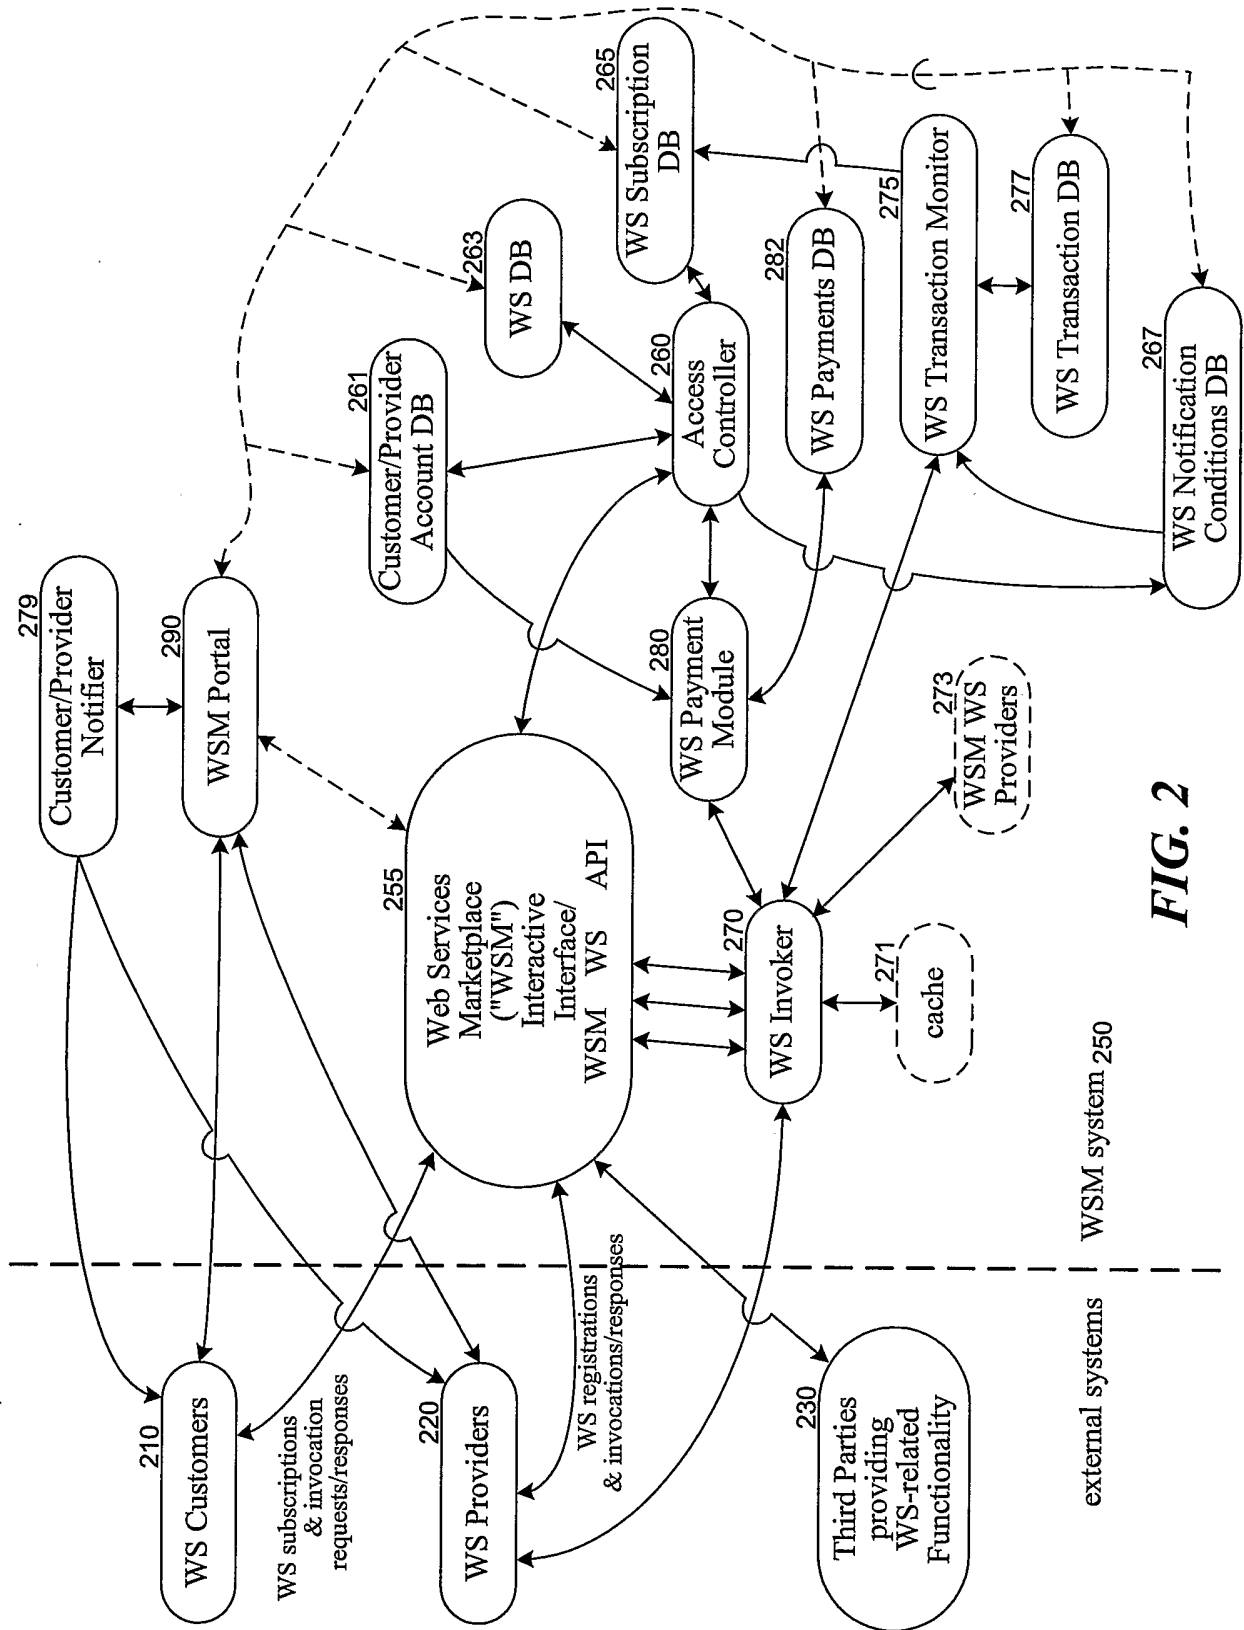 279
Customer/Provider
Notifier
290
WSM Portal
210
WS Customers
WS subscriptions
& invocation
requests/responses
220
WS Providers
WS registrations
& invocations/responses
230
Third Parties
providing
WS-related
Functionality
external systems
WSM system 250
255
Web Services
Marketplace
("WSM")
Interactive
Interface/
WSM WS API
270
WS Invoker
271
cache
273
WSM WS
Providers
280
WS Payment
Module
261
Customer/Provider
Account DB
263
WS DB
265
WS Subscription
DB
260
Access
Controller
282
WS Payments DB
275
WS Transaction Monitor
277
WS Transaction DB
267
WS Notification
Conditions DB
FIG. 2